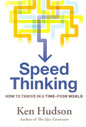 Speed
Thinking
HOW TO THRIVE IN A TIME-POOR WORLD
Ken Hudson
Author of The Idea Generator